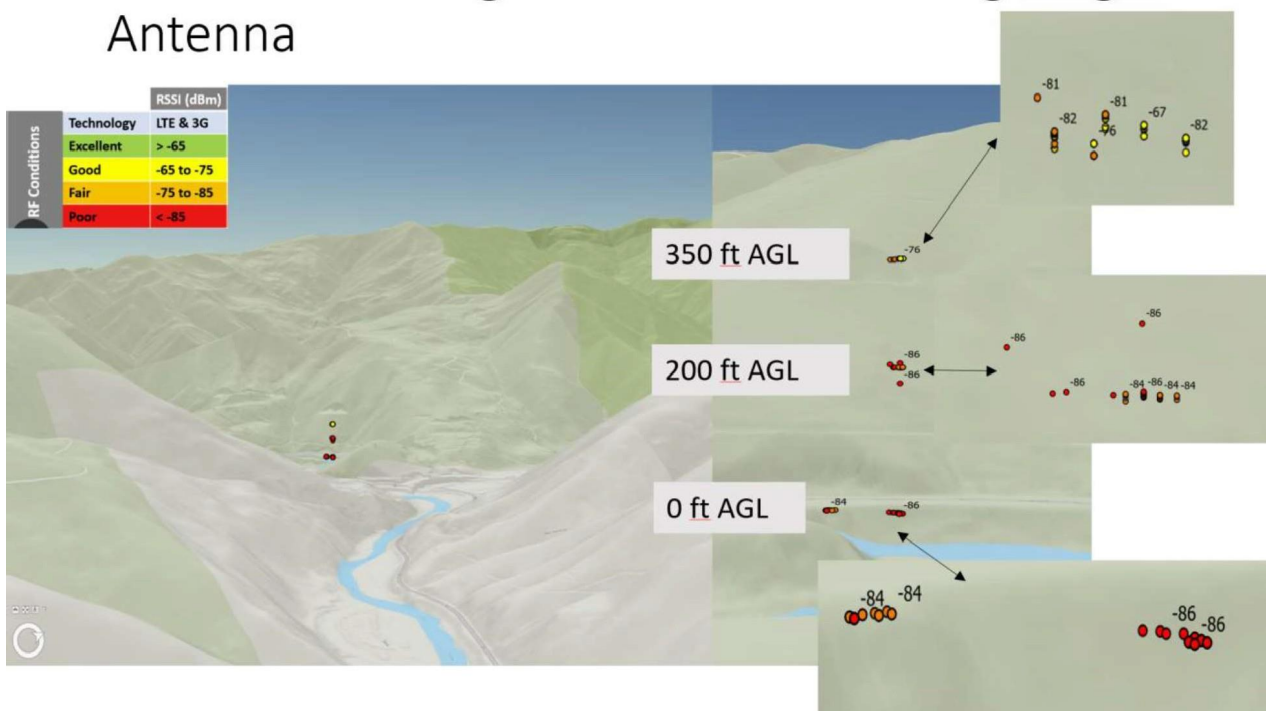 Antenna
RSSI (dBm)
RF Conditions
Technology LTE & 3G
Excellent > -65
Good -65 to -75
Fair -75 to -85
Poor < -85
-81
-81
-82
-67
-76
-82
350 ft AGL
-76
-86
-86
200 ft AGL
-86
-86
-86
-84 -86 -84 -84
0 ft AGL
-84
-86
-84 -84
-86
-86